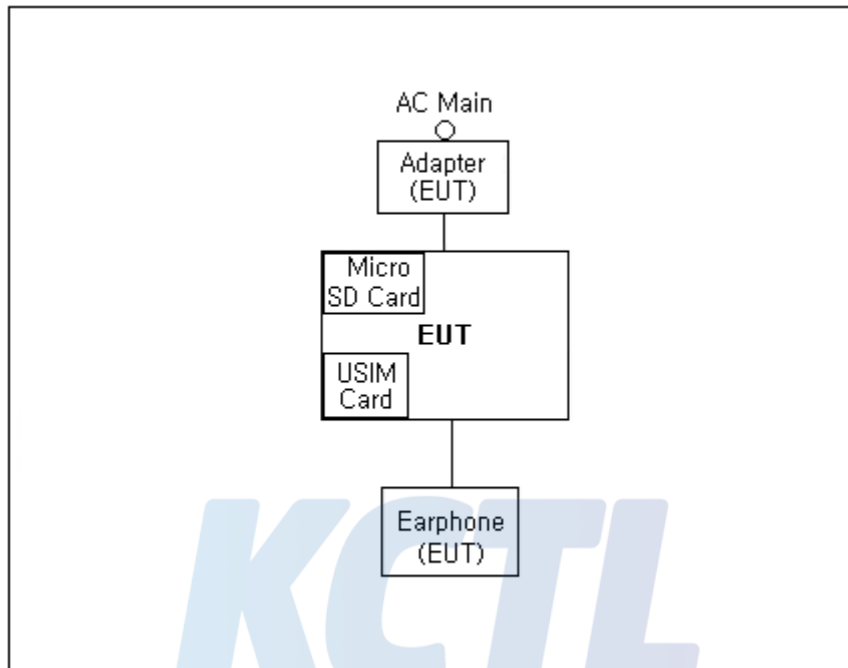 AC Main
Adapter
(EUT)
Micro
SD Card
EUT
USIM
Card
Earphone
(EUT)
KCTL